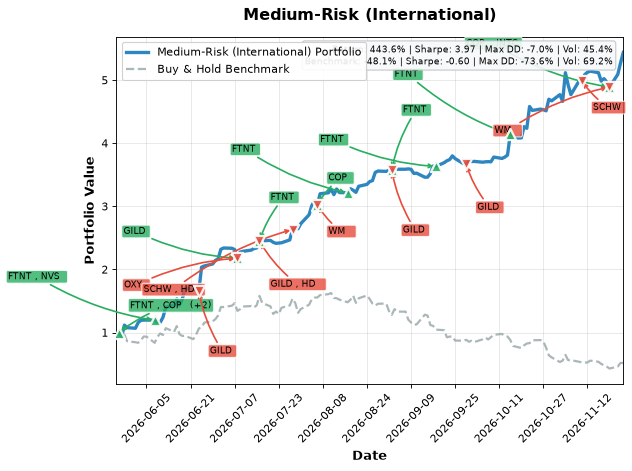 Medium-Risk (International)
Medium-Risk (International) Portfolio
Buy & Hold Benchmark
443.6% | Sharpe: 3.97 | Max DD: -7.0% | Vol: 45.4%
48.1% | Sharpe: -0.60 | Max DD: -73.6% | Vol: 69.2%
FTNT
SCHW
FTNT
WM
FTNT
FTNT
COP
FTNT
GILD
GILD
WM
GILD
FTNT , NVS
OXY
SCHW , HD
GILD , HD
FTNT , COP (+2)
GILD
Portfolio Value
5
4
3
2
1
2026-06-05
2026-06-21
2026-07-07
2026-07-23
2026-08-08
2026-08-24
2026-09-09
2026-09-25
2026-10-11
2026-10-27
2026-11-12
Date